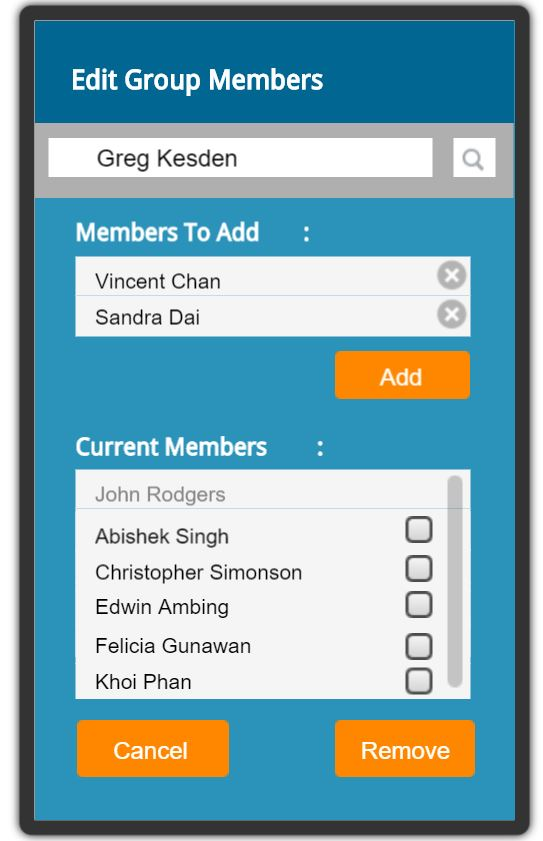 Edit Group Members
Greg Kesden
Members To Add :
Vincent Chan
Sandra Dai
Add
Current Members :
John Rodgers
Abishek Singh
Christopher Simonson
Edwin Ambing
Felicia Gunawan
Khoi Phan
Cancel Remove